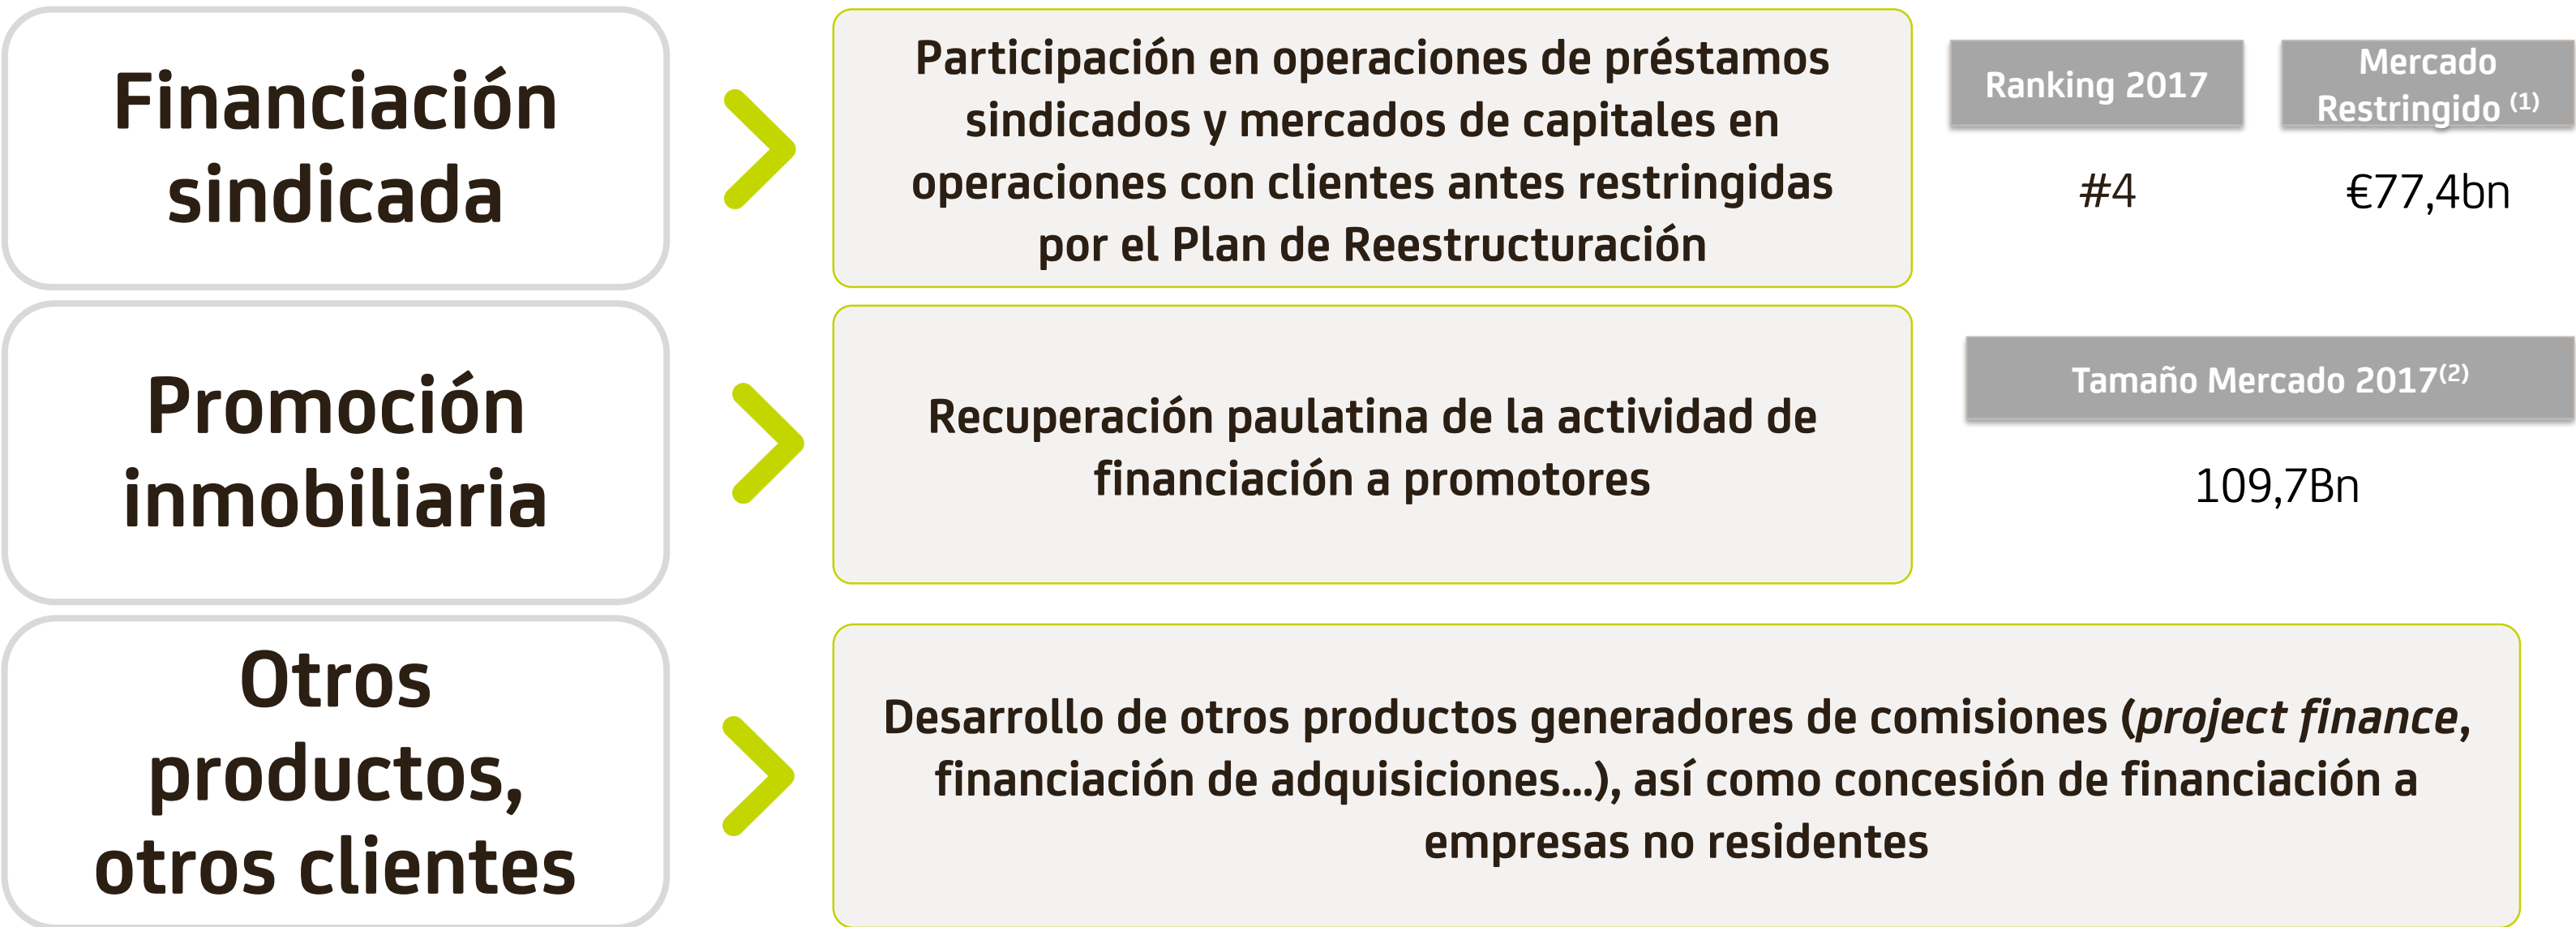 Financiación
sindicada
Participación en operaciones de préstamos
sindicados y mercados de capitales en
operaciones con clientes antes restringidas
por el Plan de Reestructuración
Ranking 2017
#4
Mercado
Restringido (1)
€77,4bn
Promoción
inmobiliaria
Recuperación paulatina de la actividad de
financiación a promotores
Tamaño Mercado 2017(2)
109,7Bn
Otros
productos,
otros clientes
Desarrollo de otros productos generadores de comisiones (project finance,
financiación de adquisiciones...), así como concesión de financiación a
empresas no residentes